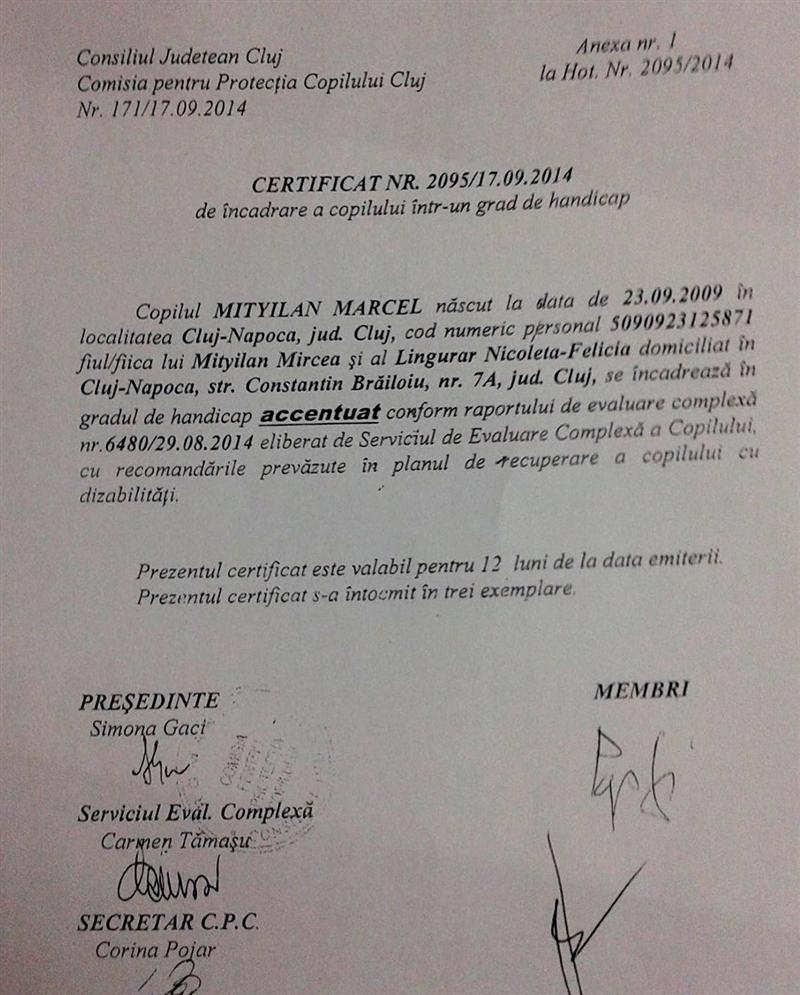 Consiliul Judetean Cluj
Comisia pentru Protecția Copilului Cluj
Nr. 171/17.09.2014
Anexa nr. 1
la Hot. Nr. 2095/2014
CERTIFICAT NR. 2095/17.09.2014
de încadrare a copilului într-un grad de handicap
Copilul MITYILAN MARCEL născut la data de 23.09.2009 în
localitatea Cluj-Napoca, jud. Cluj, cod numeric personal 5090923125871
fiul/fiica lui Mityilan Mircea şi al Lingurar Nicoleta-Felicia domiciliat în
Cluj-Napoca, str. Constantin Brăiloiu, nr. 7A, jud. Cluj, se încadrează în
gradul de handicap accentuat conform raportului de evaluare complexă
nr.6480/29.08.2014 eliberat de Serviciul de Evaluare Complexă a Copilului,
cu recomandările prevăzute în planul de recuperare a copilului cu
dizabilități.
Prezentul certificat este valabil pentru 12 luni de la data emiterii.
Prezentul certificat s-a întocmit în trei exemplare.
PREŞEDINTE
Simona Gaci
MEMBRI
Serviciul Eval. Complexă
Carmen Tămaşu
SECRETAR C.P.C.
Corina Pojar